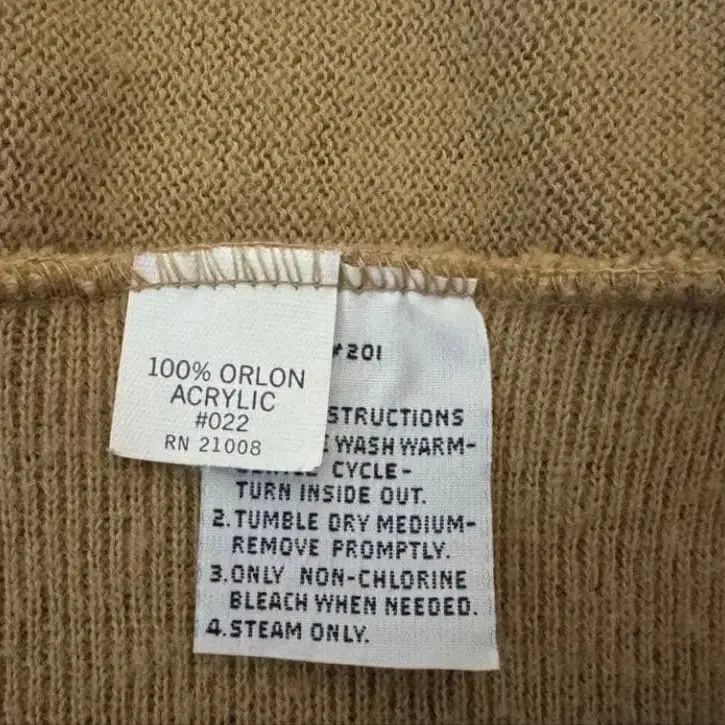 100% ORLON
ACRYLIC
#022
RN 21008
#201
STRUCTIONS
WASH WARM-
CYCLE-
TURN INSIDE OUT.
2. TUMBLE DRY MEDIUM-
REMOVE PROMPTLY.
3. ONLY NON-CHLORINE
BLEACH WHEN NEEDED.
4. STEAM ONLY.